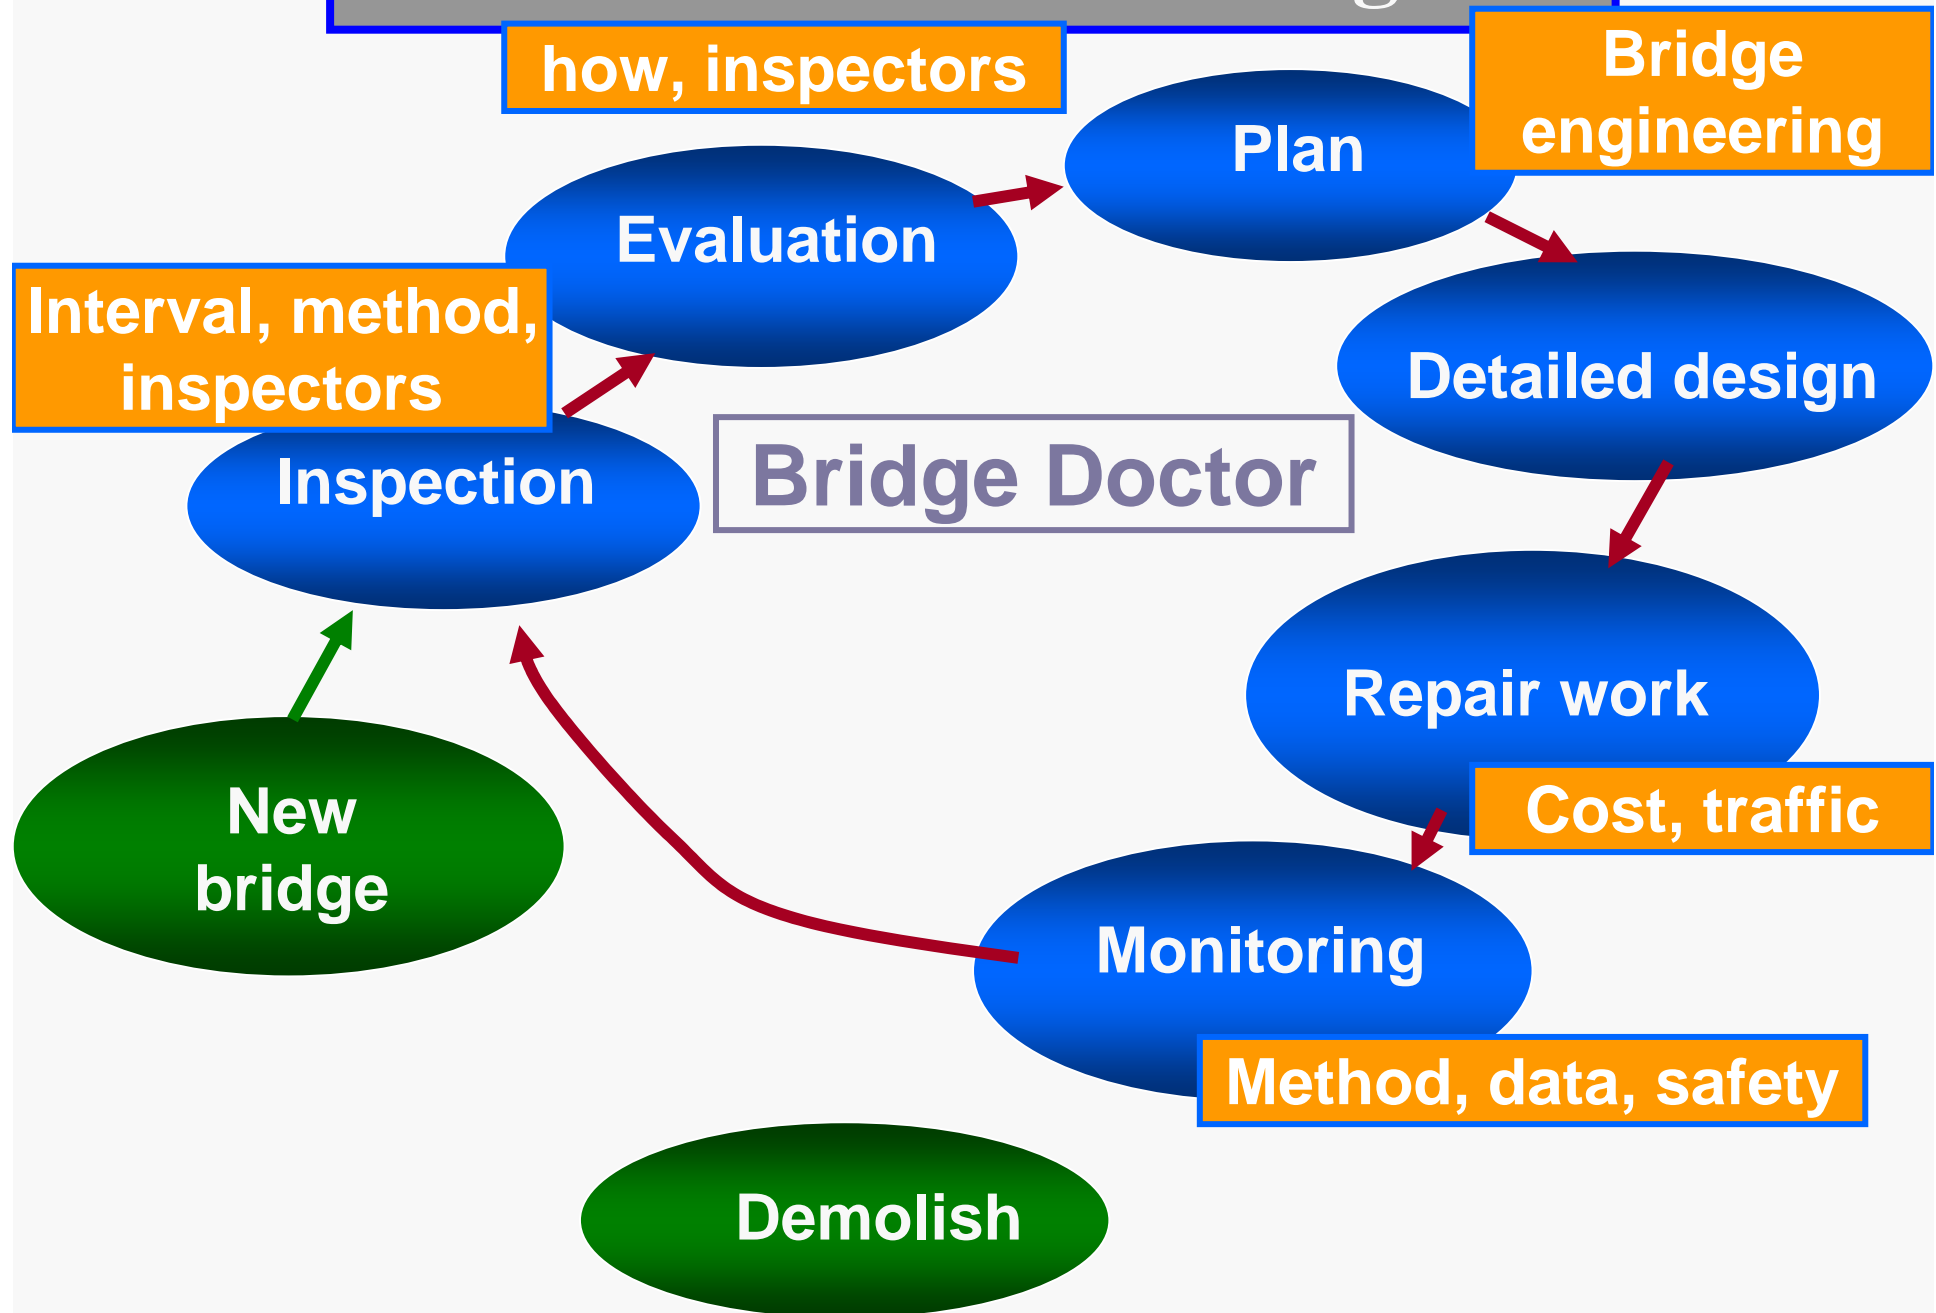 how, inspectors
Bridge
engineering
Plan
Evaluation
Interval, method,
inspectors
Detailed design
Inspection
Bridge Doctor
Repair work
New
bridge
Cost, traffic
Monitoring
Method, data, safety
Demolish